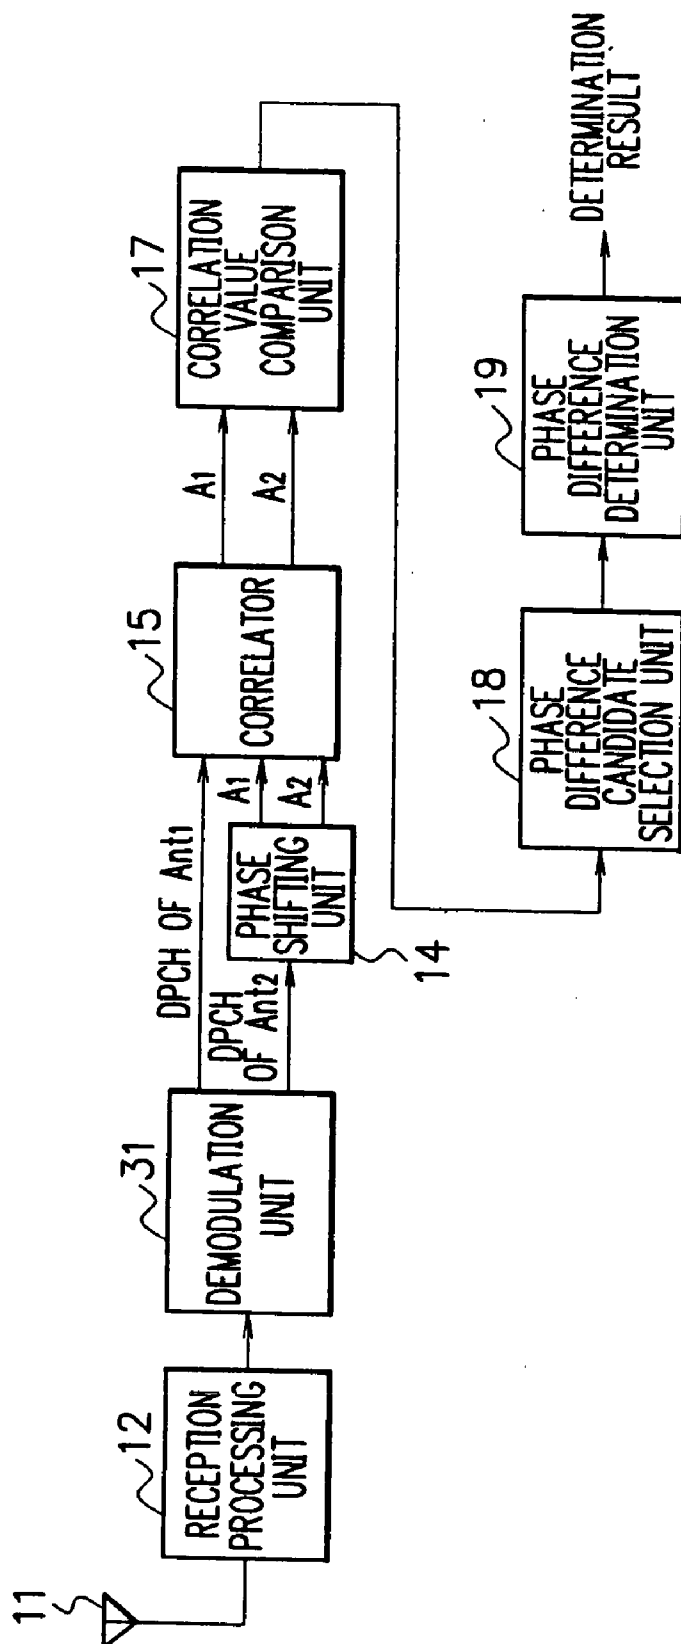 11
12
RECEPTION
PROCESSING
UNIT
31
DEMODULATION
UNIT
DPCH OF Ant1
DPCH
OF Ant2
14
PHASE
SHIFTING
UNIT
A1
A2
15
CORRELATOR
A1
A2
17
CORRELATION
VALUE
COMPARISON
UNIT
18
PHASE
DIFFERENCE
CANDIDATE
SELECTION UNIT
19
PHASE
DIFFERENCE
DETERMINATION
UNIT
DETERMINATION
RESULT